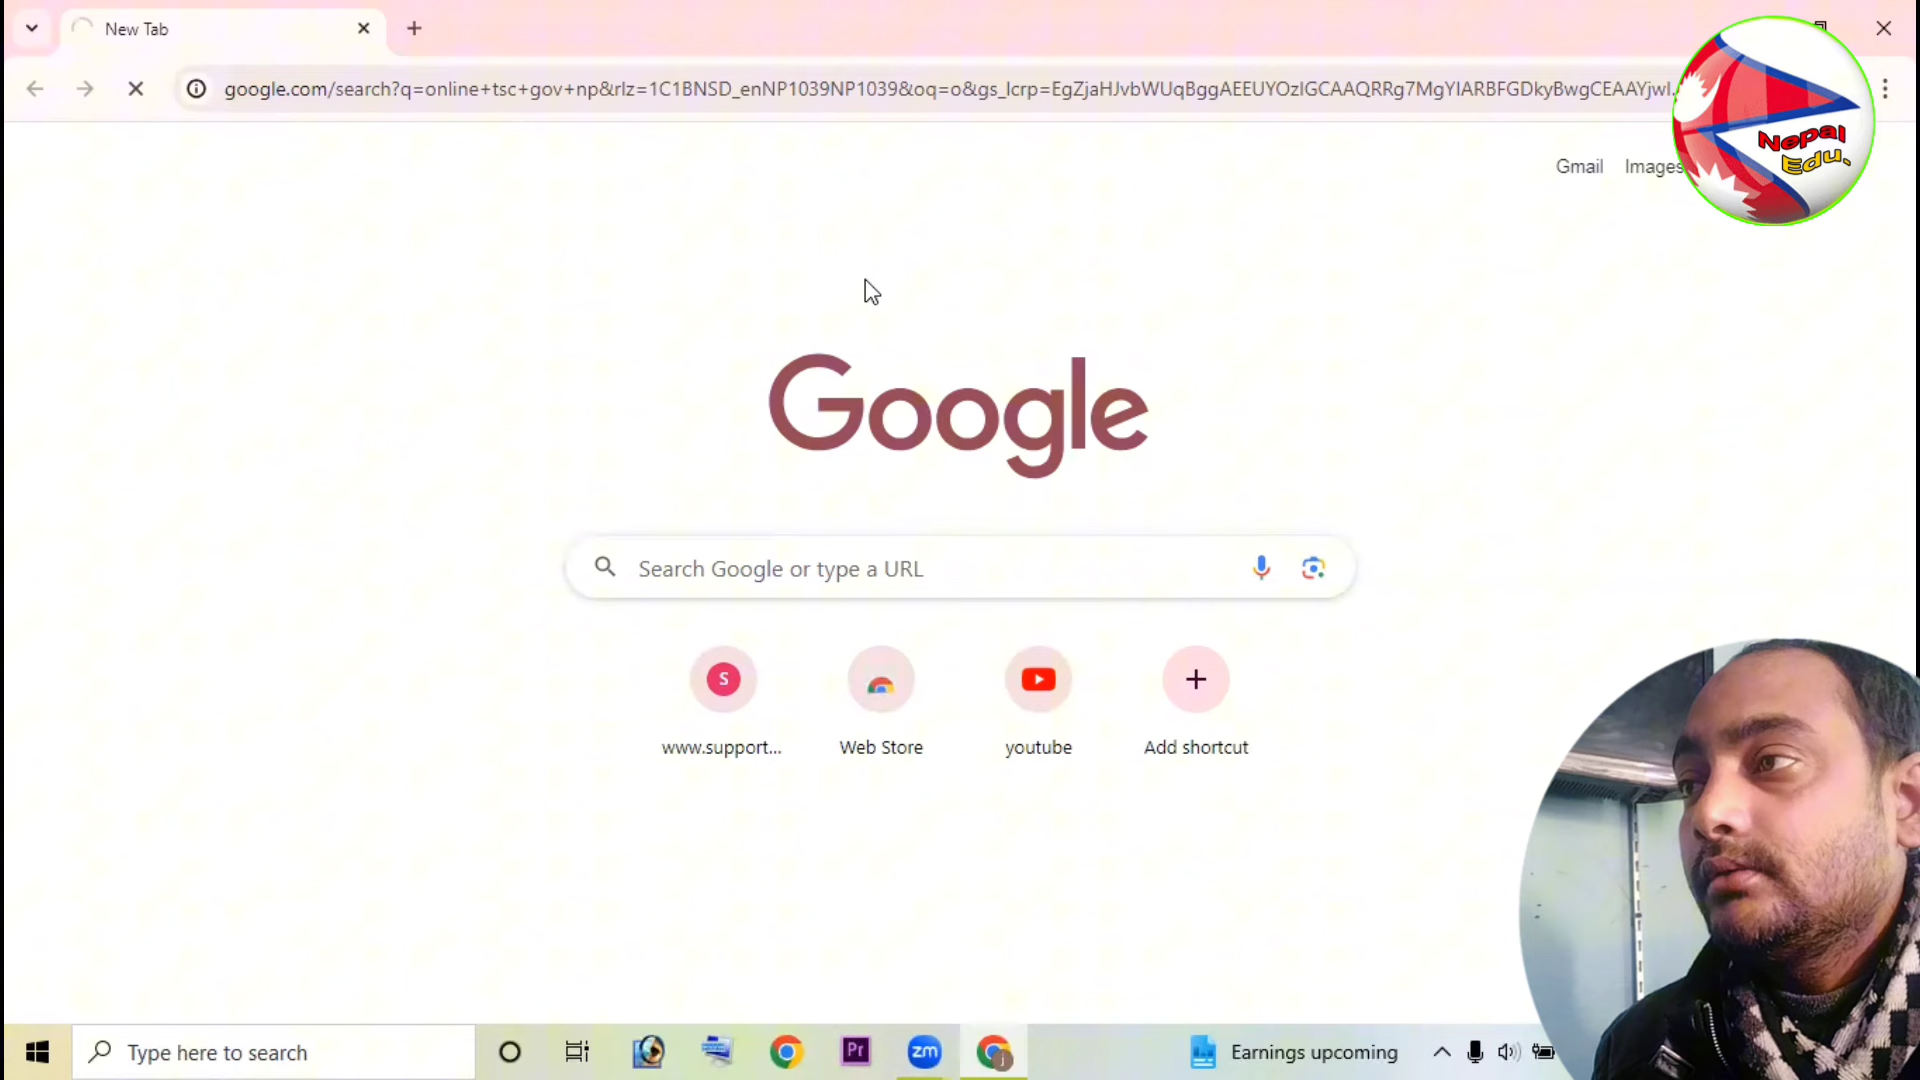 New Tab
google.com/search?q=online+tsc+gov+np&rlz=1C1BNSD_enNP1039NP1039&oq=o&gs_lcrp=EgZjaHJvbWUqBggAEEUYOzIGCAAQRRg7MgYIARBFGDkyBwgCEAAYjwI
Nepal
Edu.
Gmail Images
Google
Search Google or type a URL
S
www.support... Web Store youtube Add shortcut
Type here to search
Pr
zm
j
Earnings upcoming